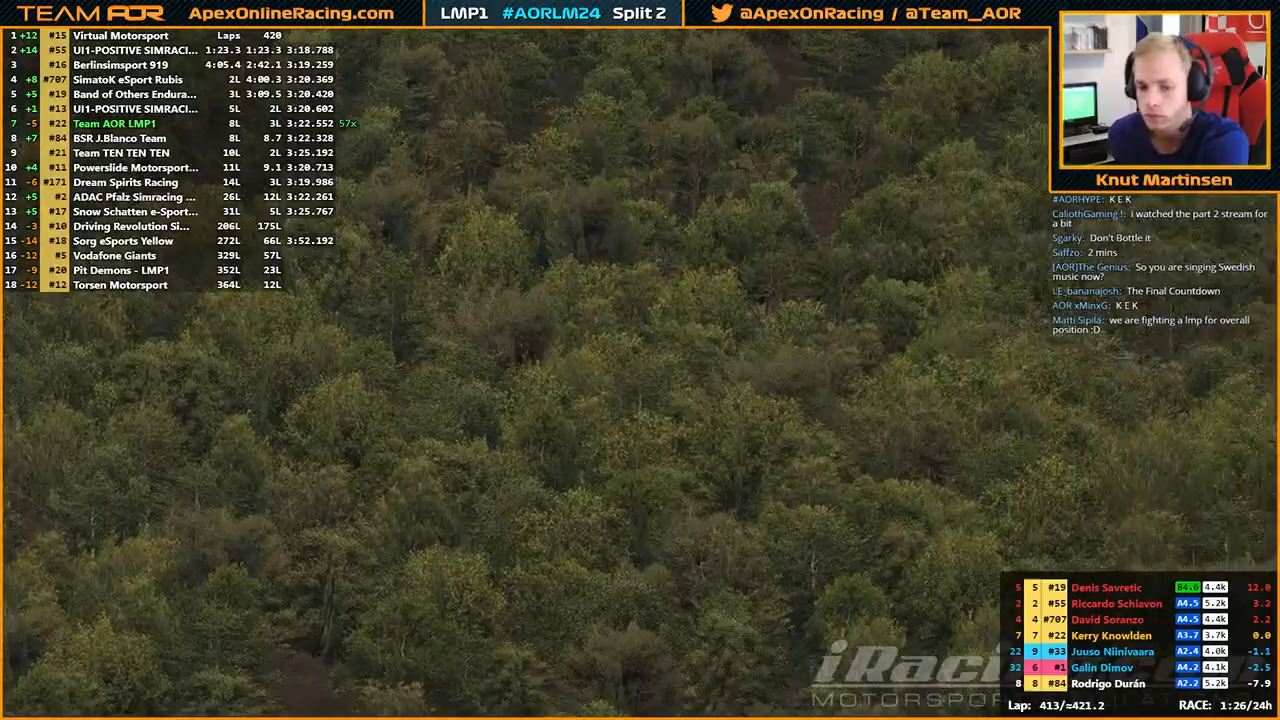 TEAM AOR ApexOnlineRacing.com LMP1 #AORLM24 Split 2 @ApexOnRacing / @Team_AOR
1 +12 #15 Virtual Motorsport Laps 420
2 +14 #55 UI1-POSITIVE SIMRACI... 1:23.3 1:23.3 3:18.788
3 #16 Berlinsimsport 919 4:05.4 2:42.1 3:19.259
4 +8 #707 SimatoK eSport Rubis 2L 4:00.3 3:20.369
5 +5 #19 Band of Others Endura... 3L 3:09.5 3:20.420
6 +1 #13 UI1-POSITIVE SIMRACI... 5L 2L 3:20.602
7 -5 #22 Team AOR LMP1 8L 3L 3:22.552 57x
8 +7 #84 BSR J.Blanco Team 8L 8.7 3:22.328
9 #21 Team TEN TEN TEN 10L 2L 3:25.192
10 +4 #11 Powerslide Motorsport... 11L 9.1 3:20.713
11 -6 #171 Dream Spirits Racing 14L 3L 3:19.986
12 +5 #2 ADAC Pfalz Simracing ... 26L 12L 3:22.261
13 +5 #17 Snow Schatten e-Sport... 31L 5L 3:25.767
14 -3 #10 Driving Revolution Si... 206L 175L
15 -14 #18 Sorg eSports Yellow 272L 66L 3:52.192
16 -12 #5 Vodafone Giants 329L 57L
17 -9 #20 Pit Demons - LMP1 352L 23L
18 -12 #12 Torsen Motorsport 364L 12L
Knut Martinsen
#AORHYPE: K E K
CaliothGaming !: i watched the part 2 stream for
a bit
Sgarky: Don't Bottle it
Saffzo: 2 mins
[AOR]The Genius: So you are singing Swedish
music now?
LE_bananajosh: The Final Countdown
AOR xMinxG: K E K
Matti Sipila: we are fighting a lmp for overall
position :D
5 5 #19 Denis Savretic B4.6 4.4k 12.0
2 2 #55 Riccardo Schiavon A4.5 5.2k 3.2
4 4 #707 David Soranzo A4.5 4.4k 2.2
7 7 #22 Kerry Knowlden A3.7 3.7k 0.0
22 9 #33 Juuso Niinivaara A2.4 4.0k -1.1
32 6 #1 Galin Dimov A4.2 4.1k -2.5
8 8 #84 Rodrigo Durán A2.2 5.2k -7.9
Lap: 413/≈421.2 RACE: 1:26/24h